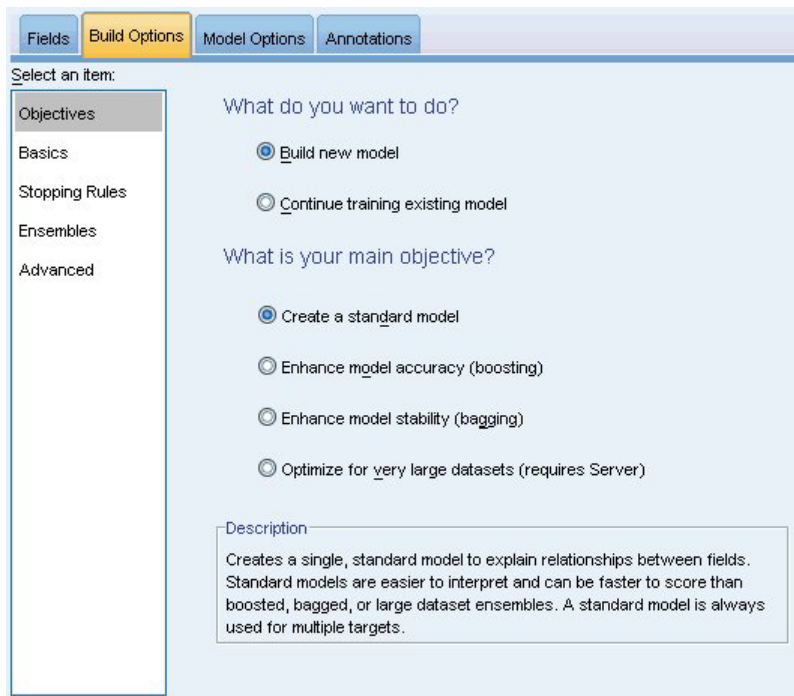 Fields Build Options Model Options Annotations
Select an item:
Objectives
Basics
Stopping Rules
Ensembles
Advanced
What do you want to do?
Build new model
Continue training existing model
What is your main objective?
Create a standard model
Enhance model accuracy (boosting)
Enhance model stability (bagging)
Optimize for very large datasets (requires Server)
Description
Creates a single, standard model to explain relationships between fields.
Standard models are easier to interpret and can be faster to score than
boosted, bagged, or large dataset ensembles. A standard model is always
used for multiple targets.